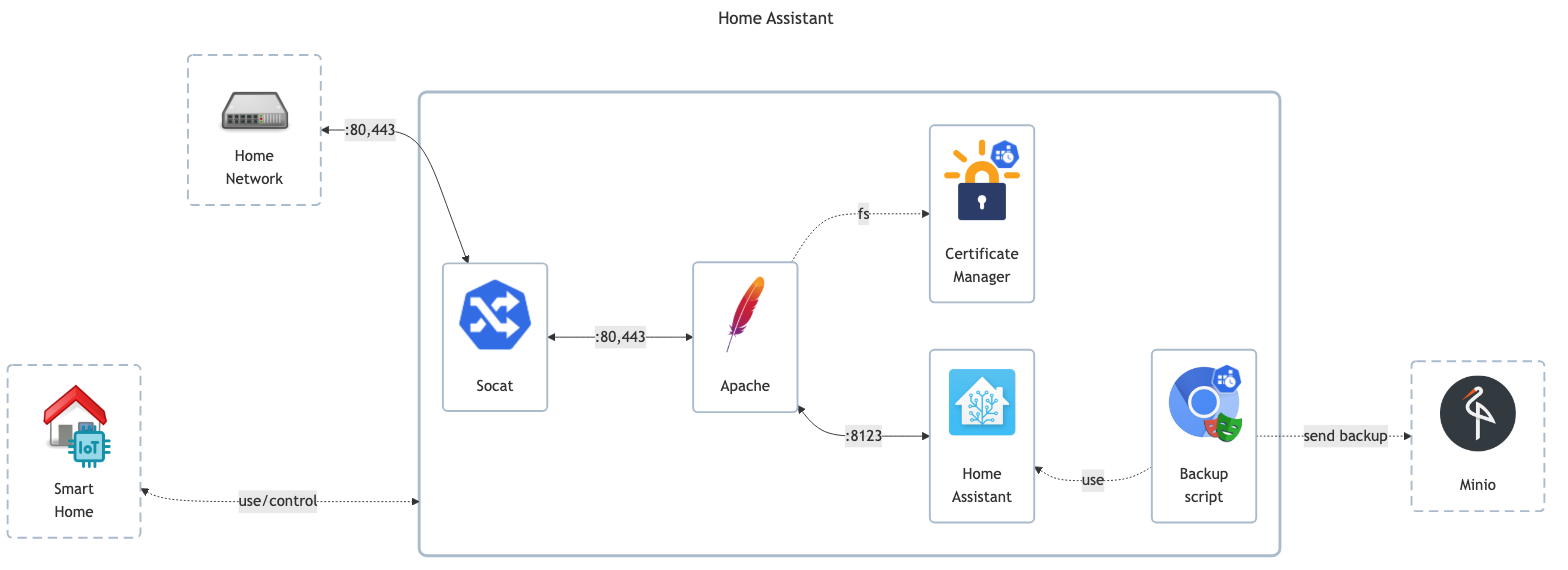 Home Assistant
Home
Network
:80,443
Certificate
Manager
fs
Socat
:80,443
Apache
:8123
Home
Assistant
use
Backup
script
send backup
Minio
IoT
Smart
Home
use/control